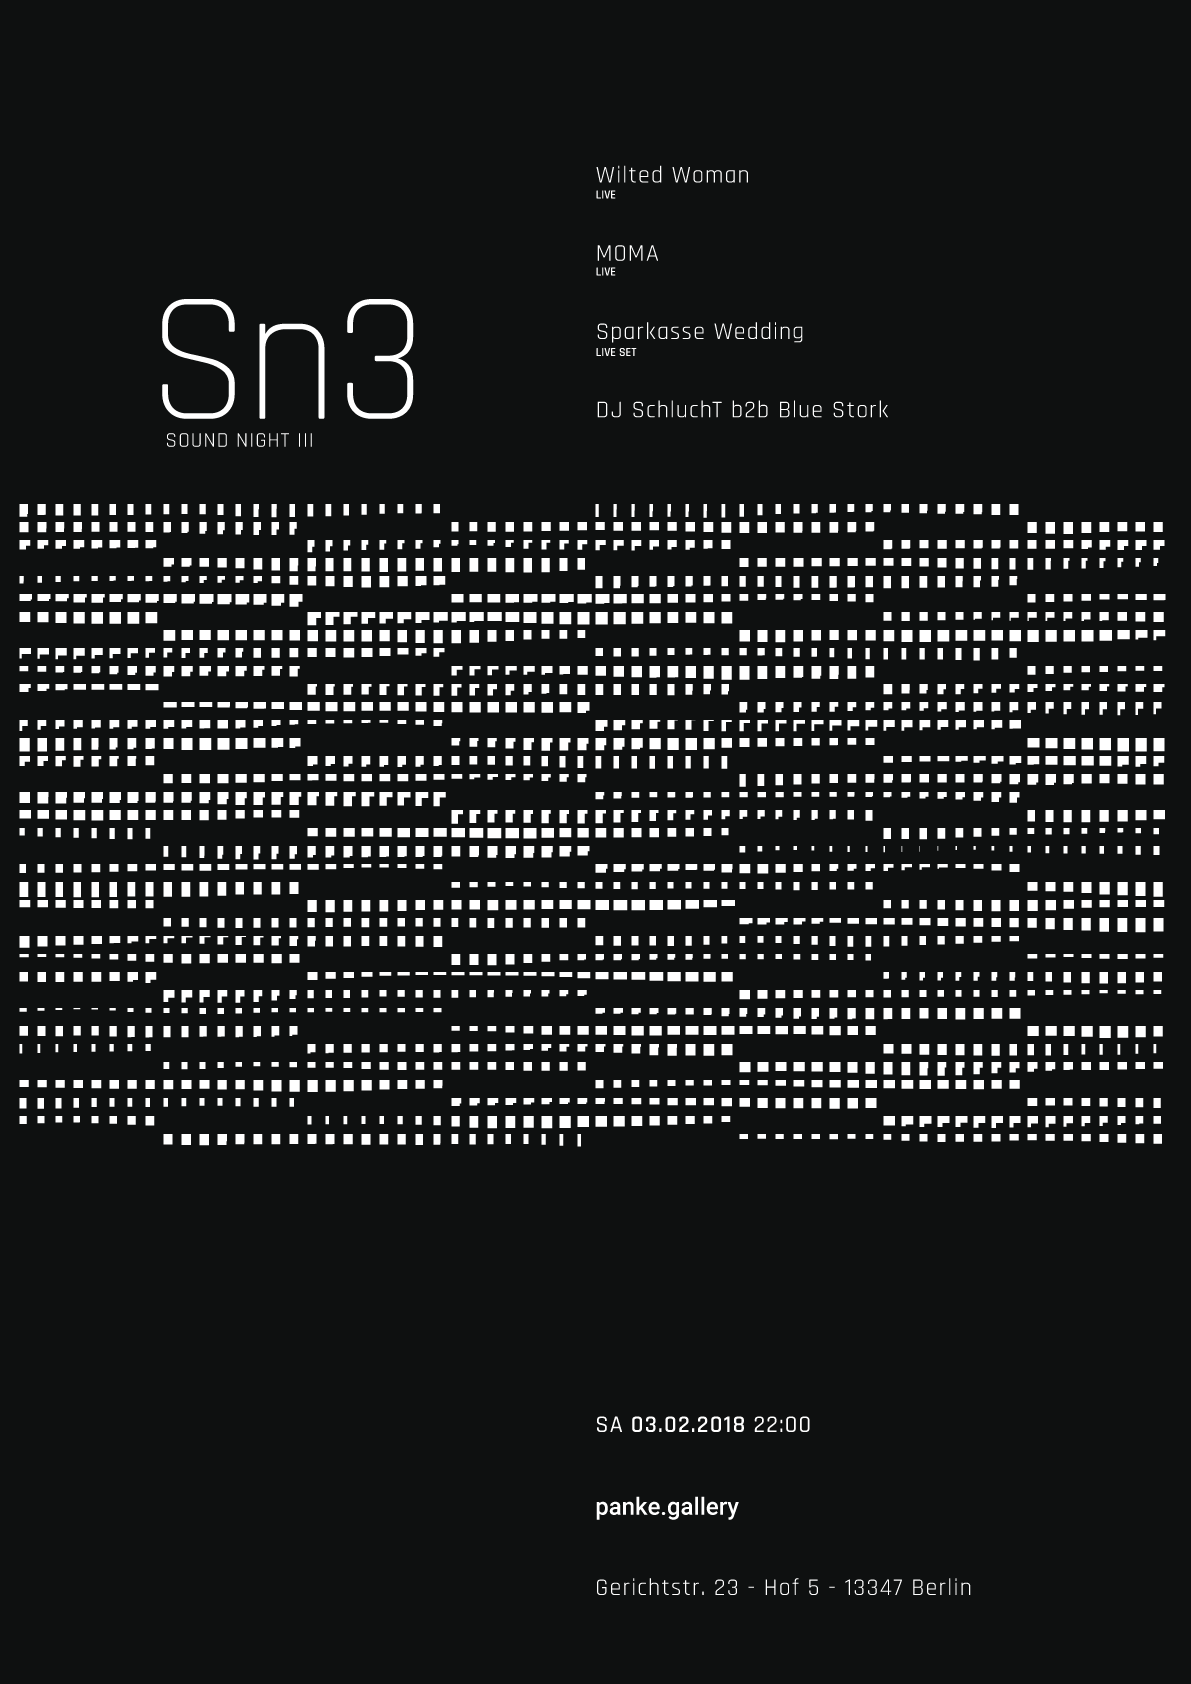 Wilted Woman
LIVE
MOMA
LIVE
Sparkasse Wedding
LIVE SET
DJ SchluchT b2b Blue Stork
Sn3
SOUND NIGHT III
SA 03.02.2018 22:00
panke.gallery
Gerichtstr. 23 - Hof 5 - 13347 Berlin